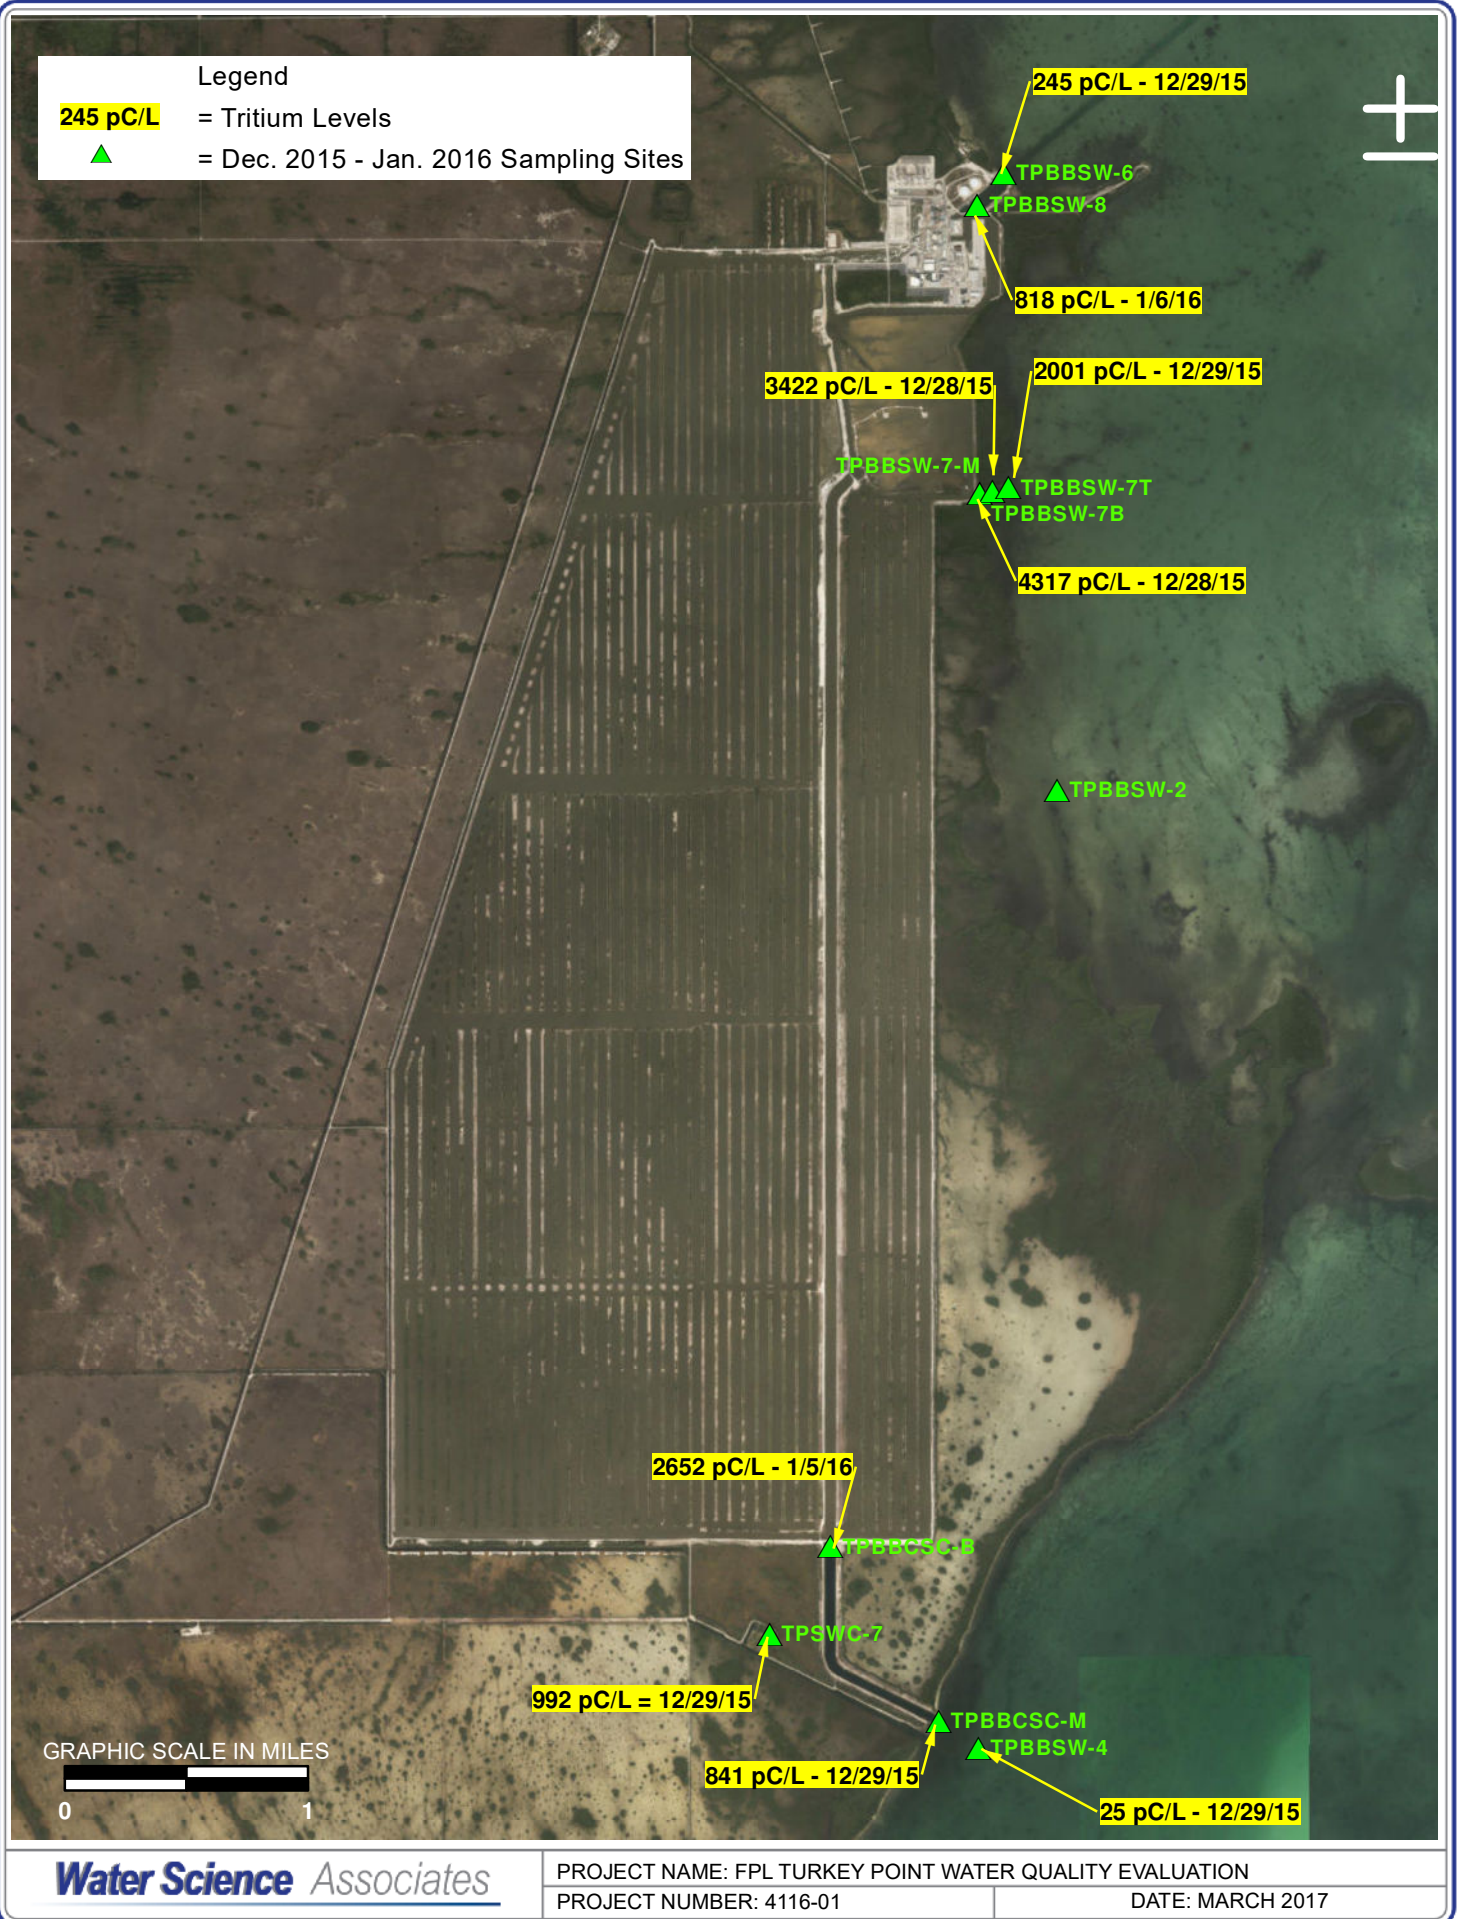 Legend
245 pC/L = Tritium Levels
= Dec. 2015 - Jan. 2016 Sampling Sites
245 pC/L - 12/29/15
TPBBSW-6
TPBBSW-8
818 pC/L - 1/6/16
2001 pC/L - 12/29/15
3422 pC/L - 12/28/15
TPBBSW-7-M
TPBBSW-7T
TPBBSW-7B
4317 pC/L - 12/28/15
TPBBSW-2
2652 pC/L - 1/5/16
TPBBCSC-B
TPSWC-7
992 pC/L = 12/29/15
TPBBCSC-M
TPBBSW-4
841 pC/L - 12/29/15
25 pC/L - 12/29/15
GRAPHIC SCALE IN MILES
0 1
Water Science Associates
PROJECT NAME: FPL TURKEY POINT WATER QUALITY EVALUATION
PROJECT NUMBER: 4116-01
DATE: MARCH 2017